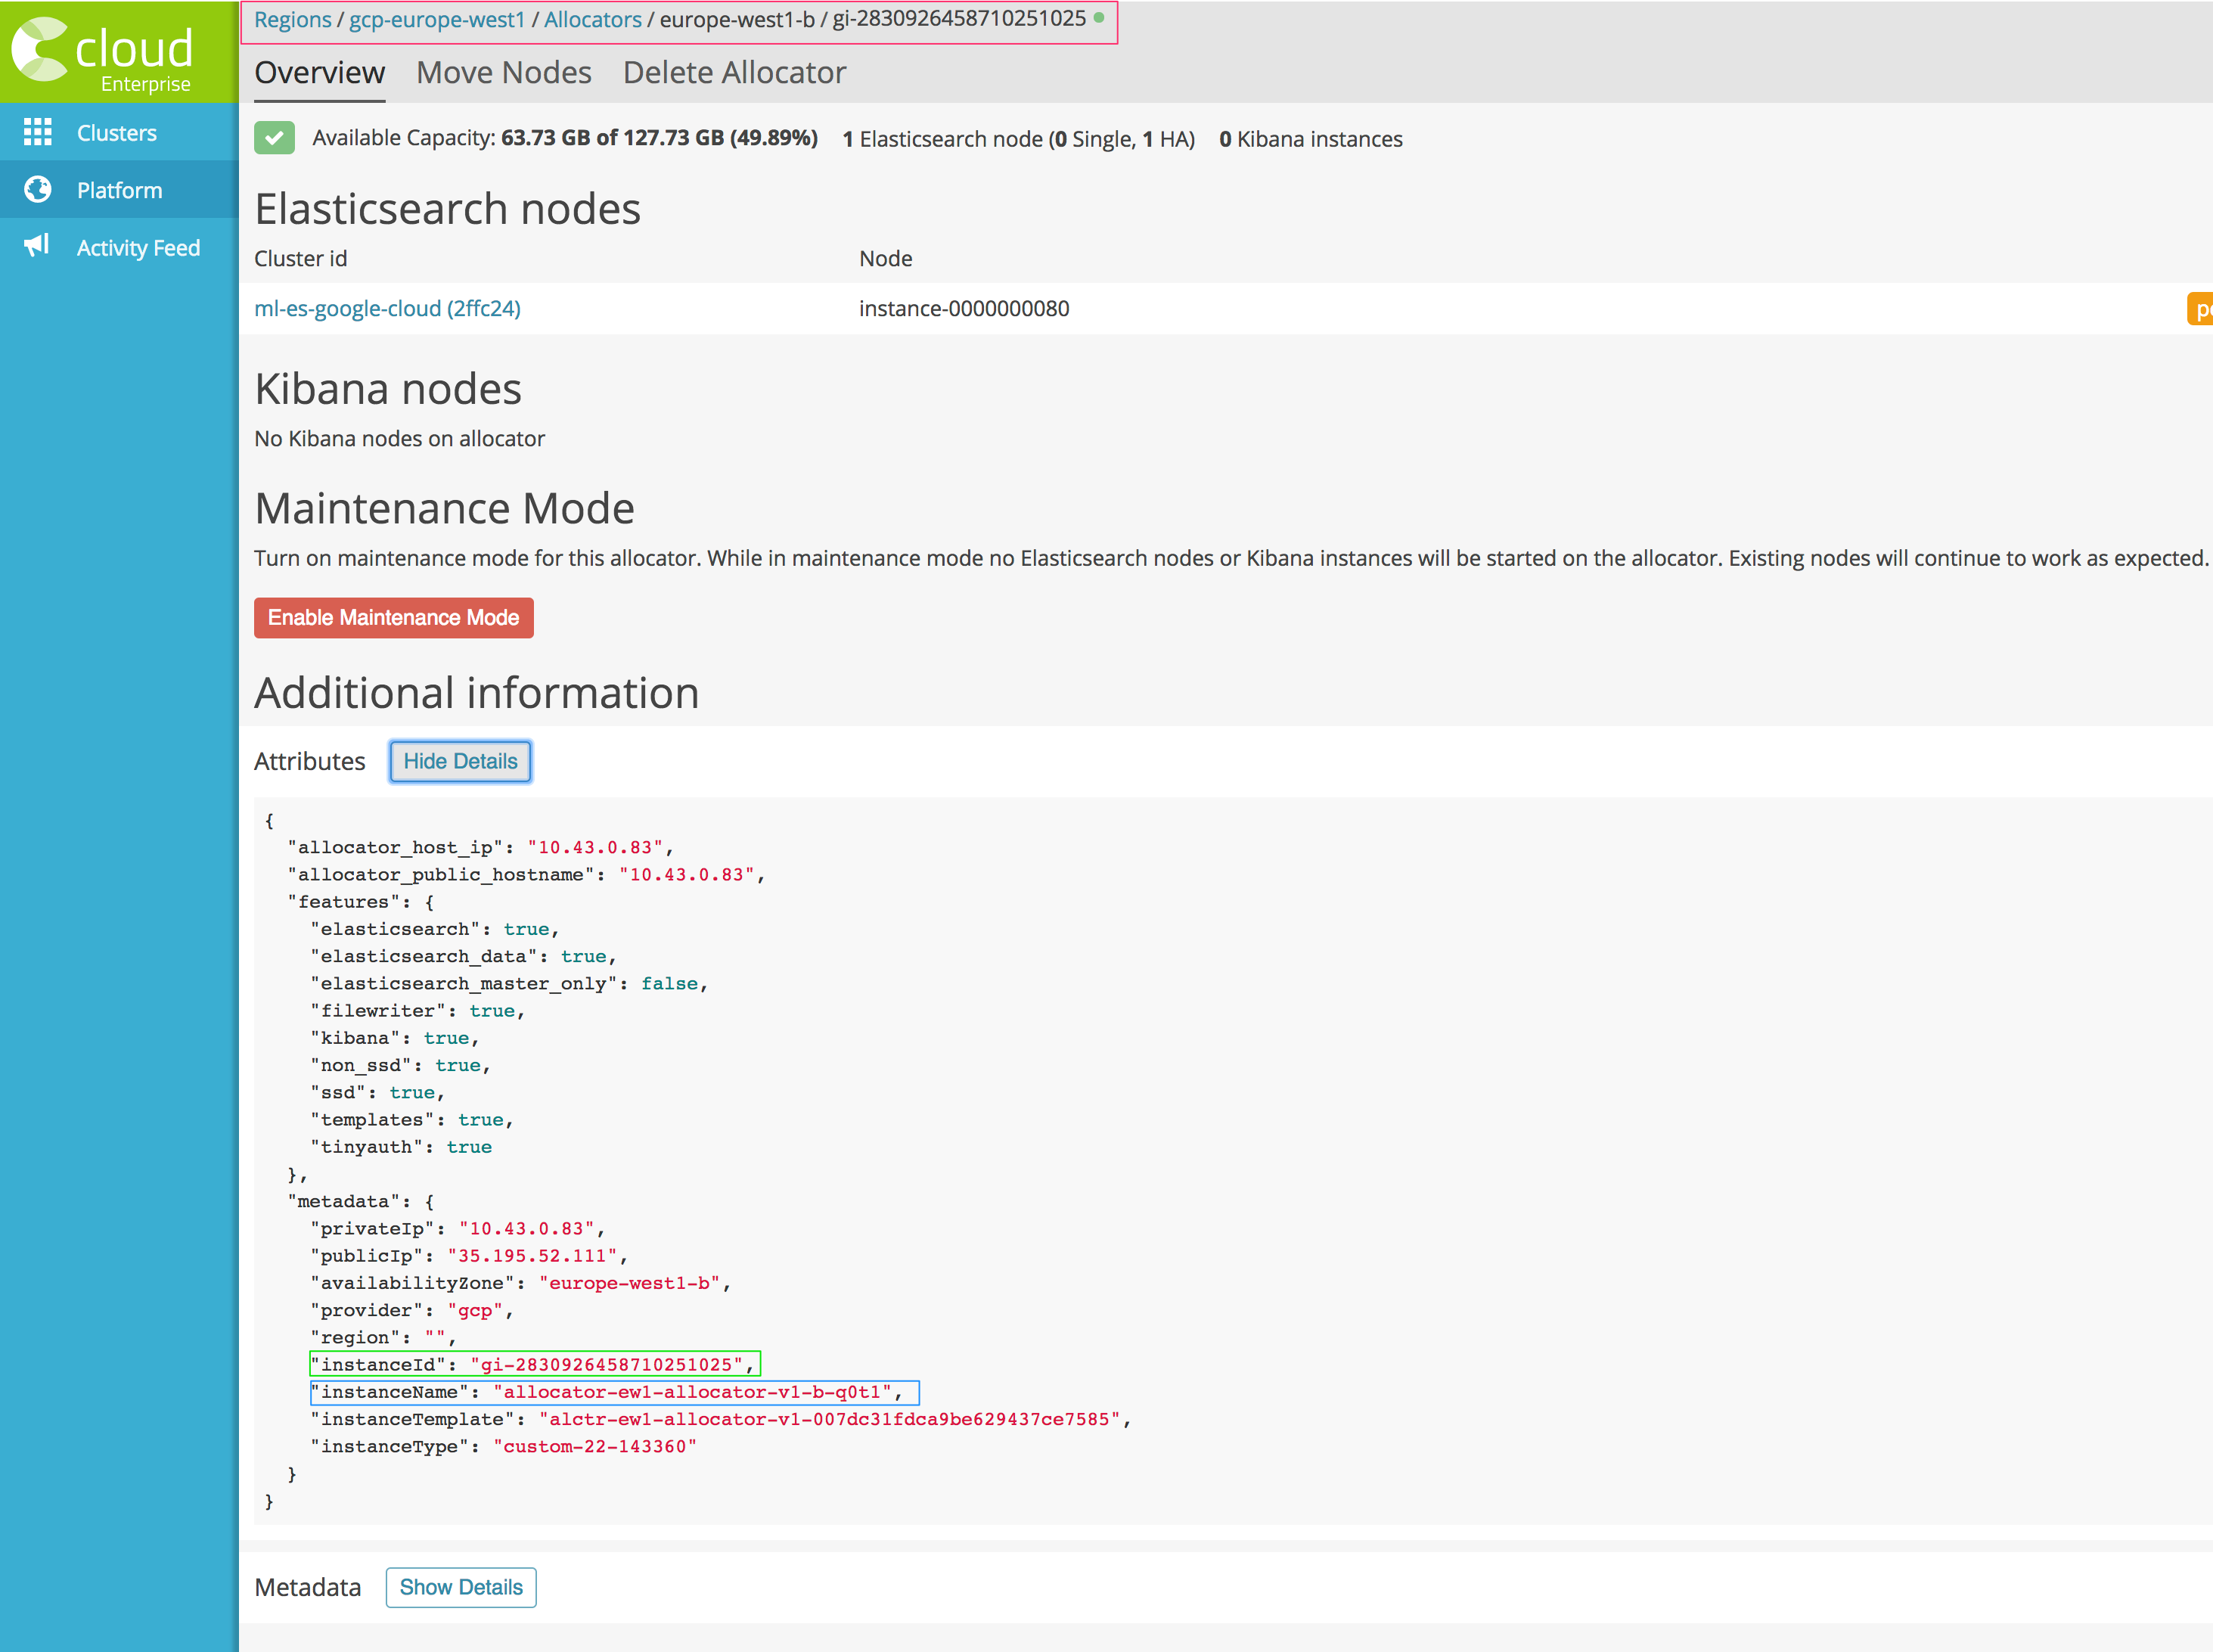 cloud
Enterprise
Clusters
Platform
Activity Feed
Regions / gcp-europe-west1 / Allocators / europe-west1-b / gi-2830926458710251025
Overview Move Nodes Delete Allocator
Available Capacity: 63.73 GB of 127.73 GB (49.89%) 1 Elasticsearch node (0 Single, 1 HA) 0 Kibana instances
Elasticsearch nodes
Cluster id Node
ml-es-google-cloud (2ffc24) instance-0000000080
Kibana nodes
No Kibana nodes on allocator
Maintenance Mode
Turn on maintenance mode for this allocator. While in maintenance mode no Elasticsearch nodes or Kibana instances will be started on the allocator. Existing nodes will continue to work as expected.
Enable Maintenance Mode
Additional information
Attributes Hide Details
{
"allocator_host_ip": "10.43.0.83",
"allocator_public_hostname": "10.43.0.83",
"features": {
"elasticsearch": true,
"elasticsearch_data": true,
"elasticsearch_master_only": false,
"filewriter": true,
"kibana": true,
"non_ssd": true,
"ssd": true,
"templates": true,
"tinyauth": true
},
"metadata": {
"privateIp": "10.43.0.83",
"publicIp": "35.195.52.111",
"availabilityZone": "europe-west1-b",
"provider": "gcp",
"region": "",
"instanceId": "gi-2830926458710251025",
"instanceName": "allocator-ew1-allocator-v1-b-q0t1",
"instanceTemplate": "alctr-ew1-allocator-v1-007dc31fdca9be629437ce7585",
"instanceType": "custom-22-143360"
}
}
Metadata Show Details